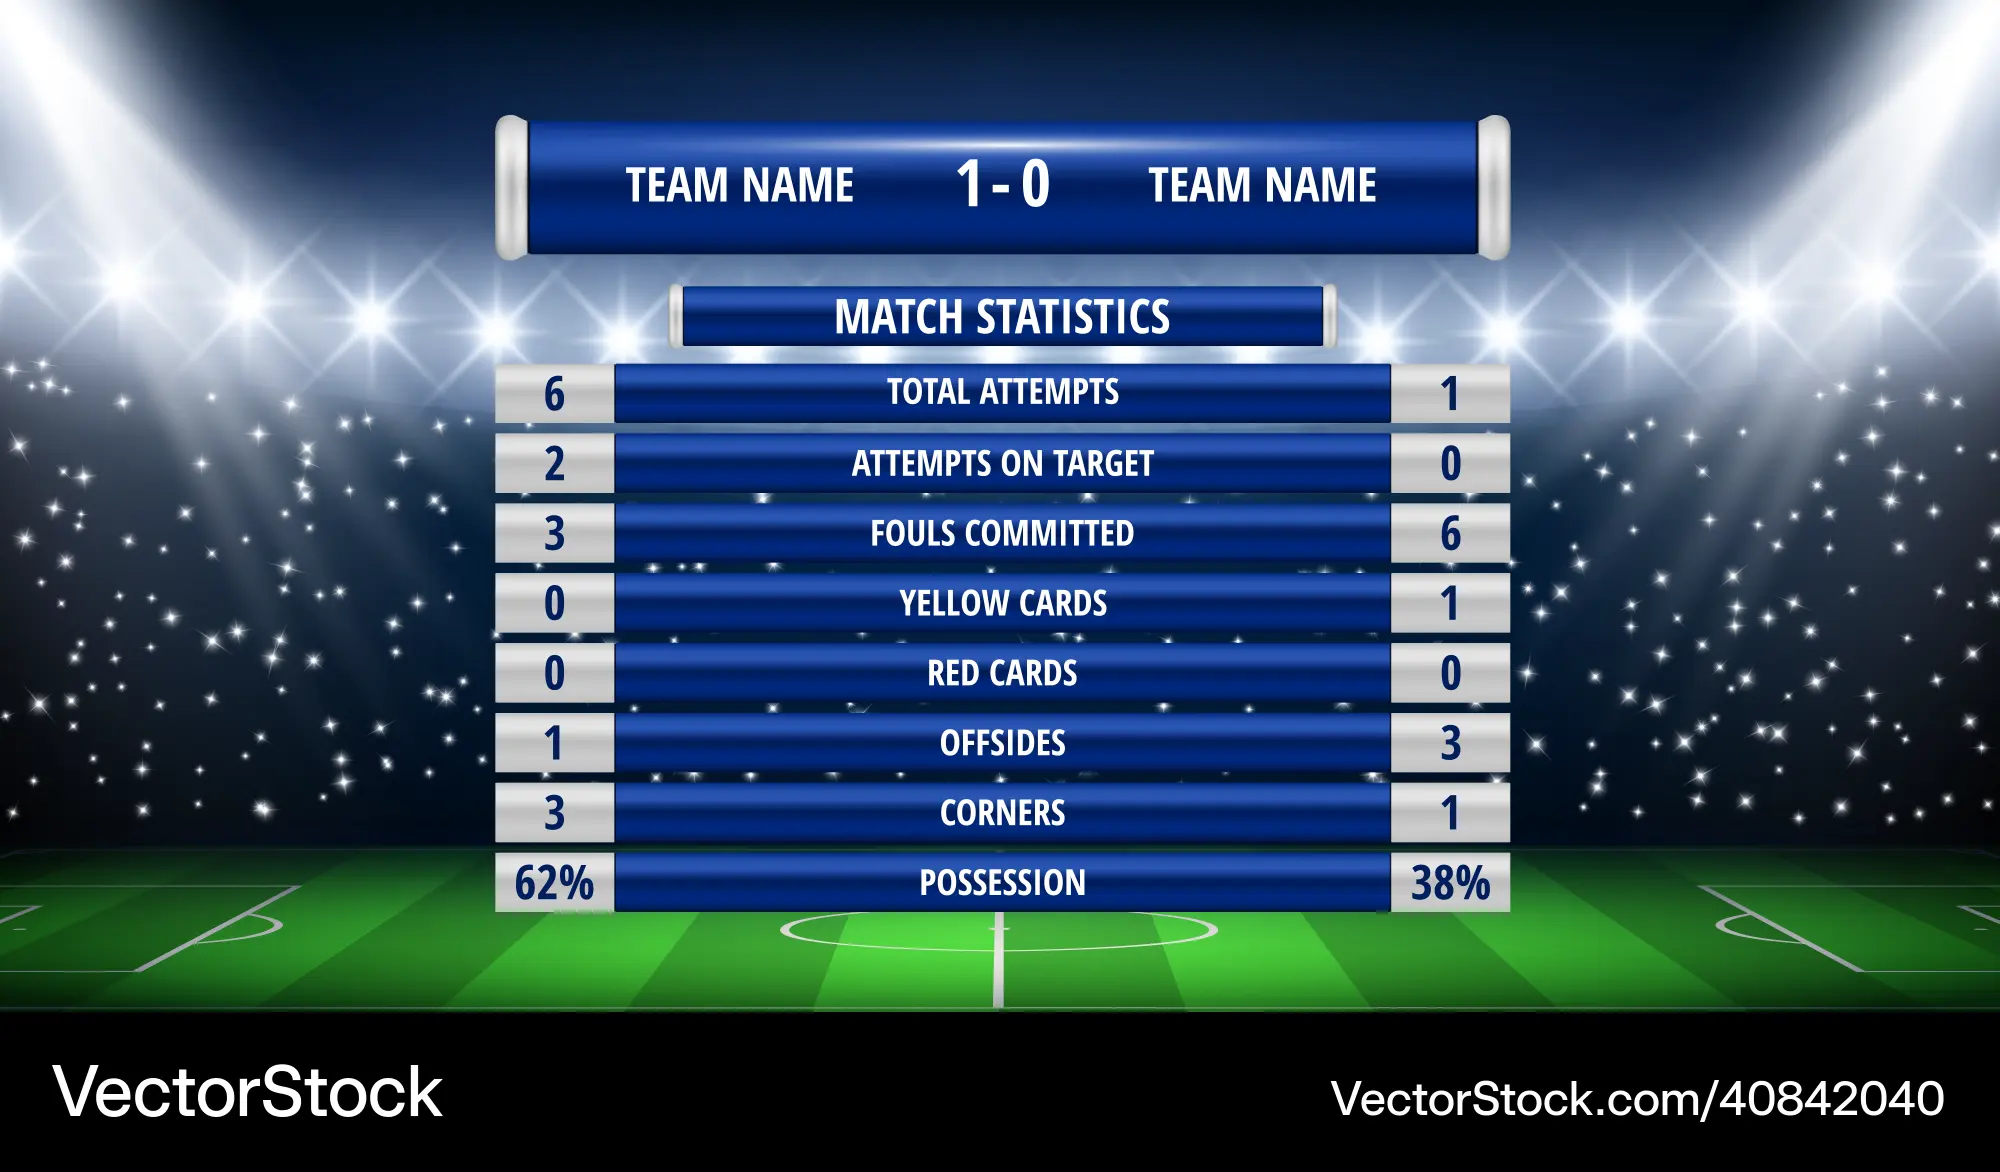 TEAM NAME 1 - 0 TEAM NAME
MATCH STATISTICS
6 TOTAL ATTEMPTS 1
2 ATTEMPTS ON TARGET 0
3 FOULS COMMITTED 6
0 YELLOW CARDS 1
0 RED CARDS 0
1 OFFSIDES 3
3 CORNERS 1
62% POSSESSION 38%
VectorStock VectorStock.com/40842040